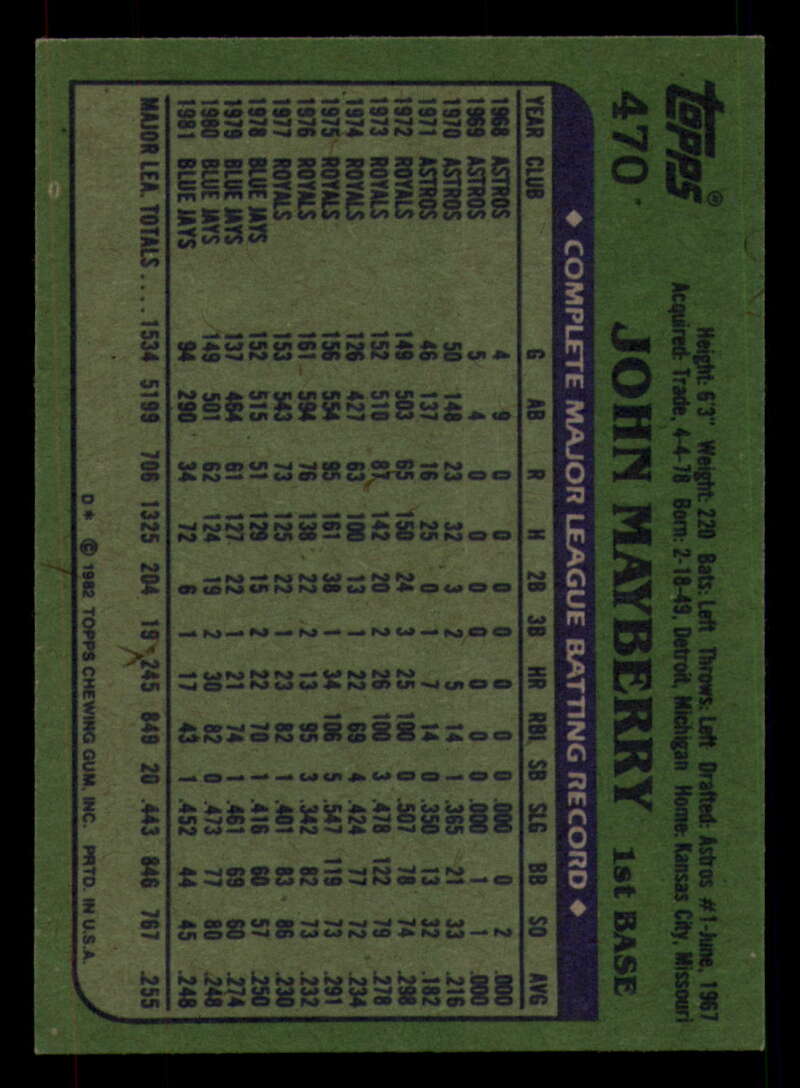 Topps®
Height: 6'3" Weight: 220 Bats: Left Throws: Left Drafted: Astros #1-June, 1967
Acquired: Trade, 4-4-78 Born: 2-18-49, Detroit, Michigan Home: Kansas City, Missouri
470 JOHN MAYBERRY 1st BASE
◆ COMPLETE MAJOR LEAGUE BATTING RECORD ◆
YEAR CLUB G AB R H 2B 3B HR RBI SB SLG BB SO AVG
1968 ASTROS 4 9 0 0 0 0 0 0 0 .000 0 2 .000
1969 ASTROS 5 4 0 0 0 0 0 0 0 .000 1 1 .000
1970 ASTROS 50 148 23 32 3 2 5 14 1 .365 21 33 .216
1971 ASTROS 46 137 16 25 0 1 7 14 0 .350 13 32 .182
1972 ROYALS 149 503 65 150 24 3 25 100 0 .507 78 74 .298
1973 ROYALS 152 510 87 142 20 2 26 100 3 .478 122 79 .278
1974 ROYALS 126 427 63 100 13 1 22 69 4 .424 77 72 .234
1975 ROYALS 156 554 95 161 38 1 34 106 5 .547 119 73 .291
1976 ROYALS 161 594 76 138 22 2 13 95 3 .342 82 73 .232
1977 ROYALS 153 543 73 125 22 1 23 82 1 .401 83 86 .230
1978 BLUE JAYS 152 515 51 129 15 2 22 70 1 .416 60 57 .250
1979 BLUE JAYS 137 464 61 127 22 1 21 74 1 .461 69 60 .274
1980 BLUE JAYS 149 501 62 124 19 2 30 82 0 .473 77 80 .248
1981 BLUE JAYS 94 290 34 72 6 1 17 43 1 .452 44 45 .248
MAJOR LEA. TOTALS.... 1534 5199 706 1325 204 19 245 849 20 .443 846 767 .255
D* © 1982 TOPPS CHEWING GUM, INC. PRTD. IN U.S.A.